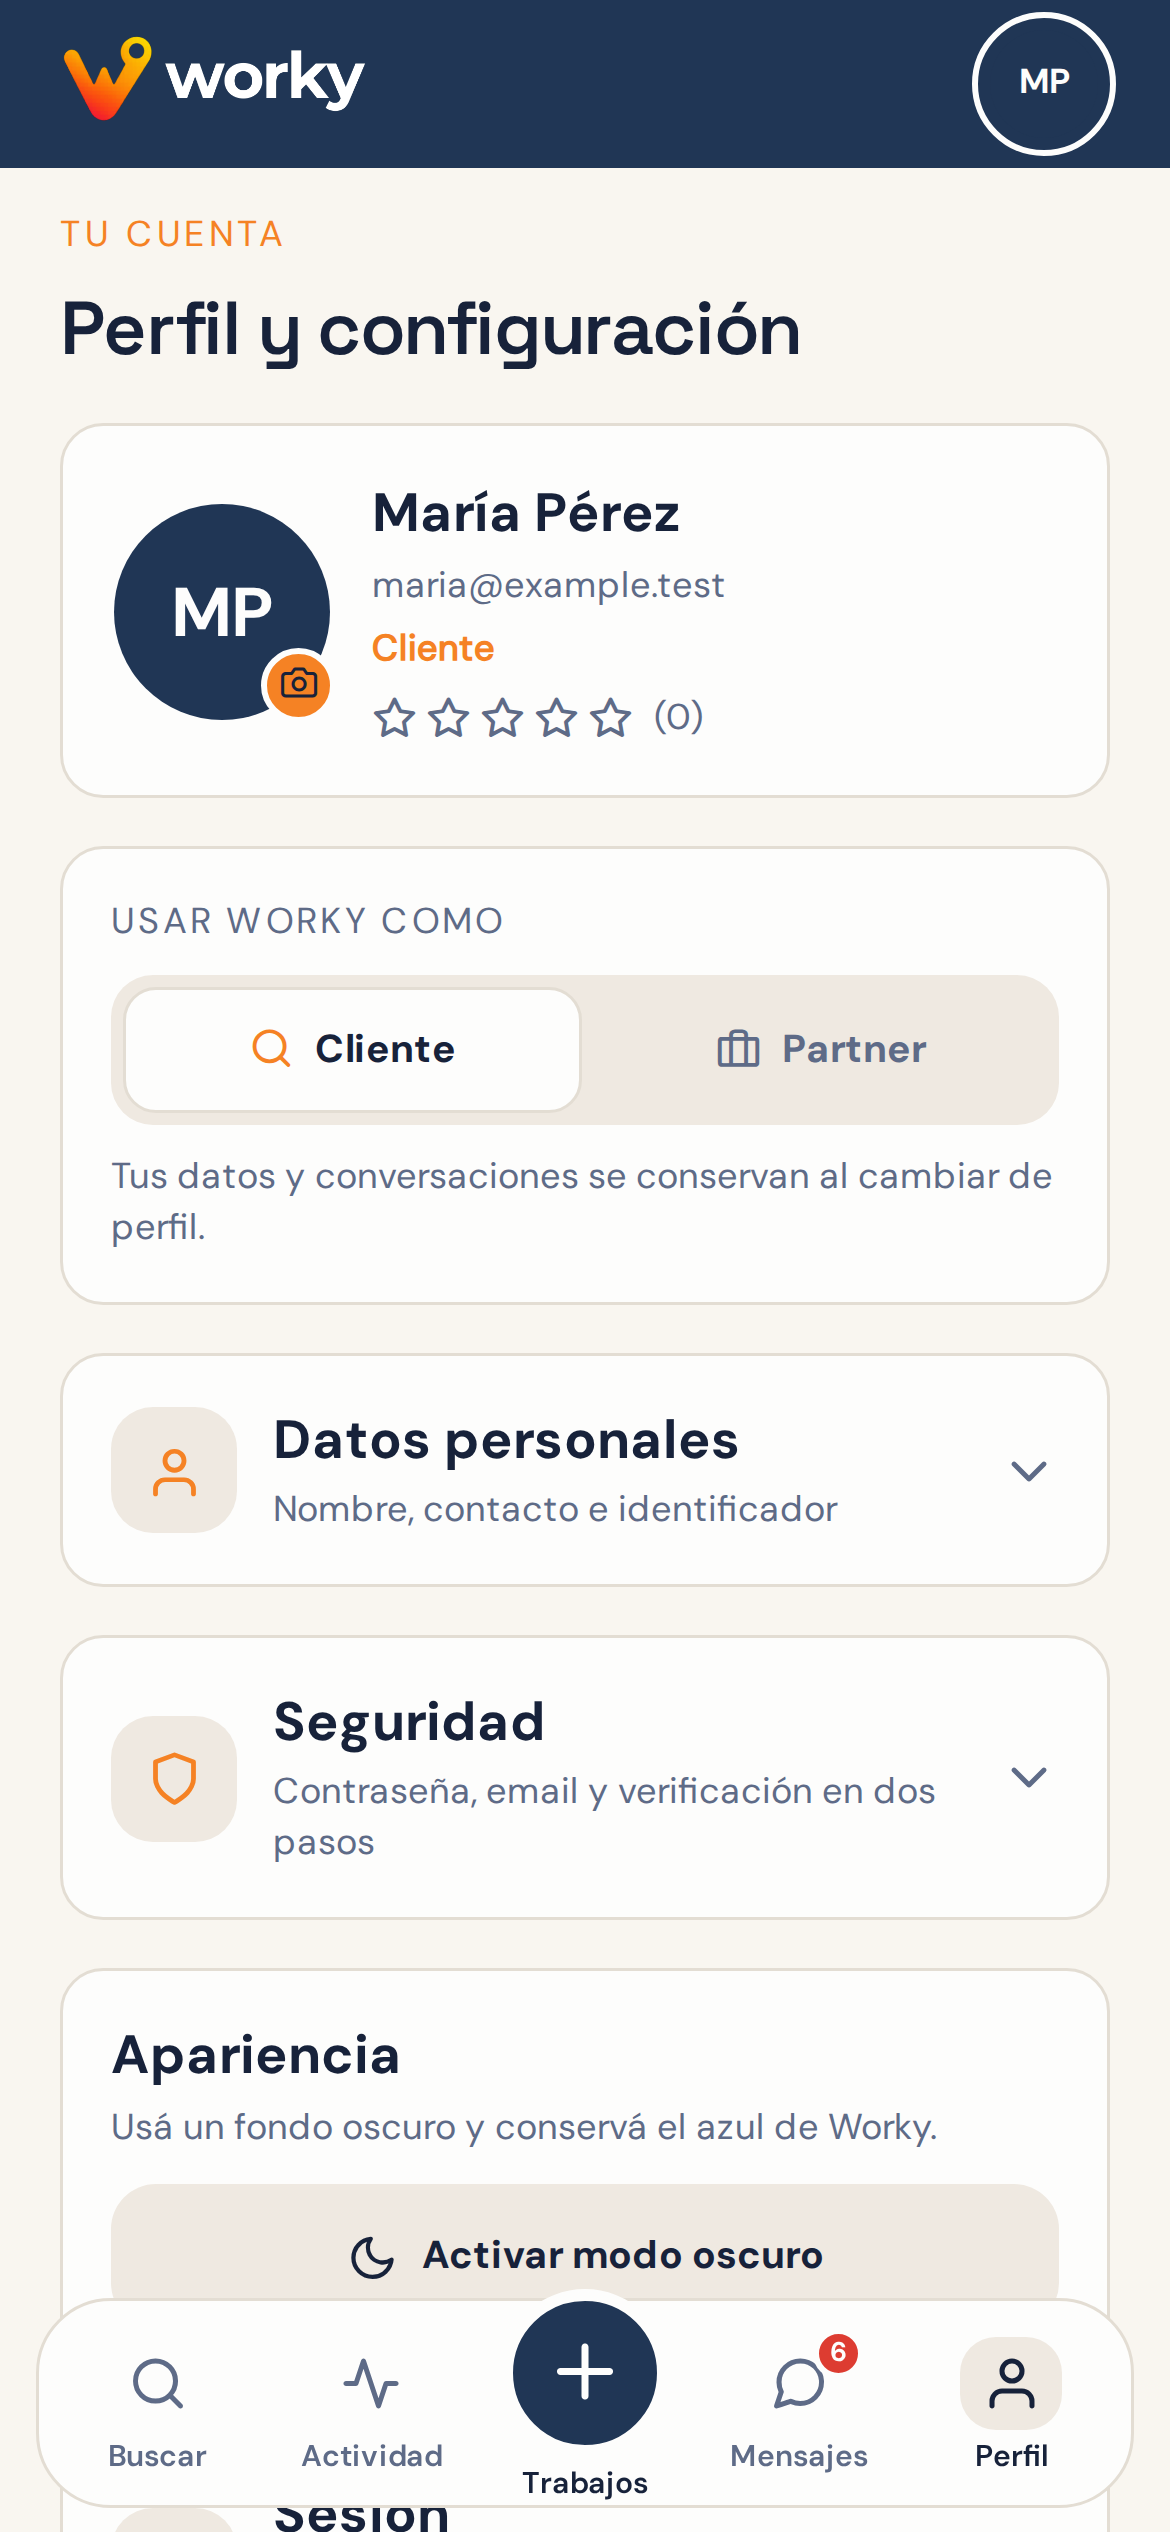 worky
MP
TU CUENTA
Perfil y configuración
MP
María Pérez
maria@example.test
Cliente
(0)
USAR WORKY COMO
Cliente
Partner
Tus datos y conversaciones se conservan al cambiar de
perfil.
Datos personales
Nombre, contacto e identificador
Seguridad
Contraseña, email y verificación en dos
pasos
Apariencia
Usá un fondo oscuro y conservá el azul de Worky.
Activar modo oscuro
6
Buscar
Actividad
Trabajos
Mensajes
Perfil
Sesión